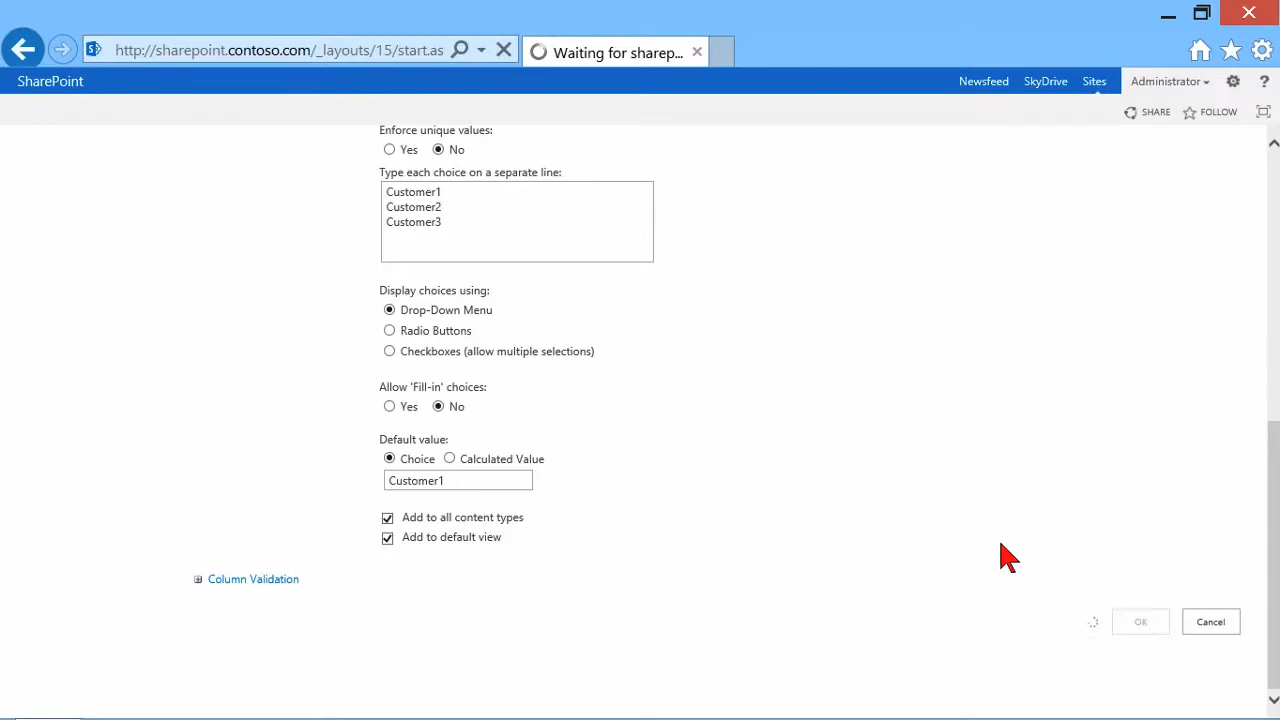 http://sharepoint.contoso.com/_layouts/15/start.as
Waiting for sharep...
SharePoint
Newsfeed
SkyDrive
Sites
Administrator
?
SHARE
FOLLOW
Enforce unique values:
Yes
No
Type each choice on a separate line:
Customer1
Customer2
Customer3
Display choices using:
Drop-Down Menu
Radio Buttons
Checkboxes (allow multiple selections)
Allow 'Fill-in' choices:
Yes
No
Default value:
Choice
Calculated Value
Customer1
Add to all content types
Add to default view
Column Validation
OK
Cancel